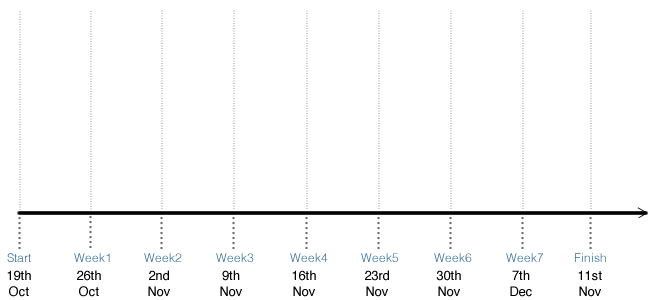 Start Week1 Week2 Week3 Week4 Week5 Week6 Week7 Finish
19th 26th 2nd 9th 16th 23rd 30th 7th 11st
Oct Oct Nov Nov Nov Nov Nov Dec Nov